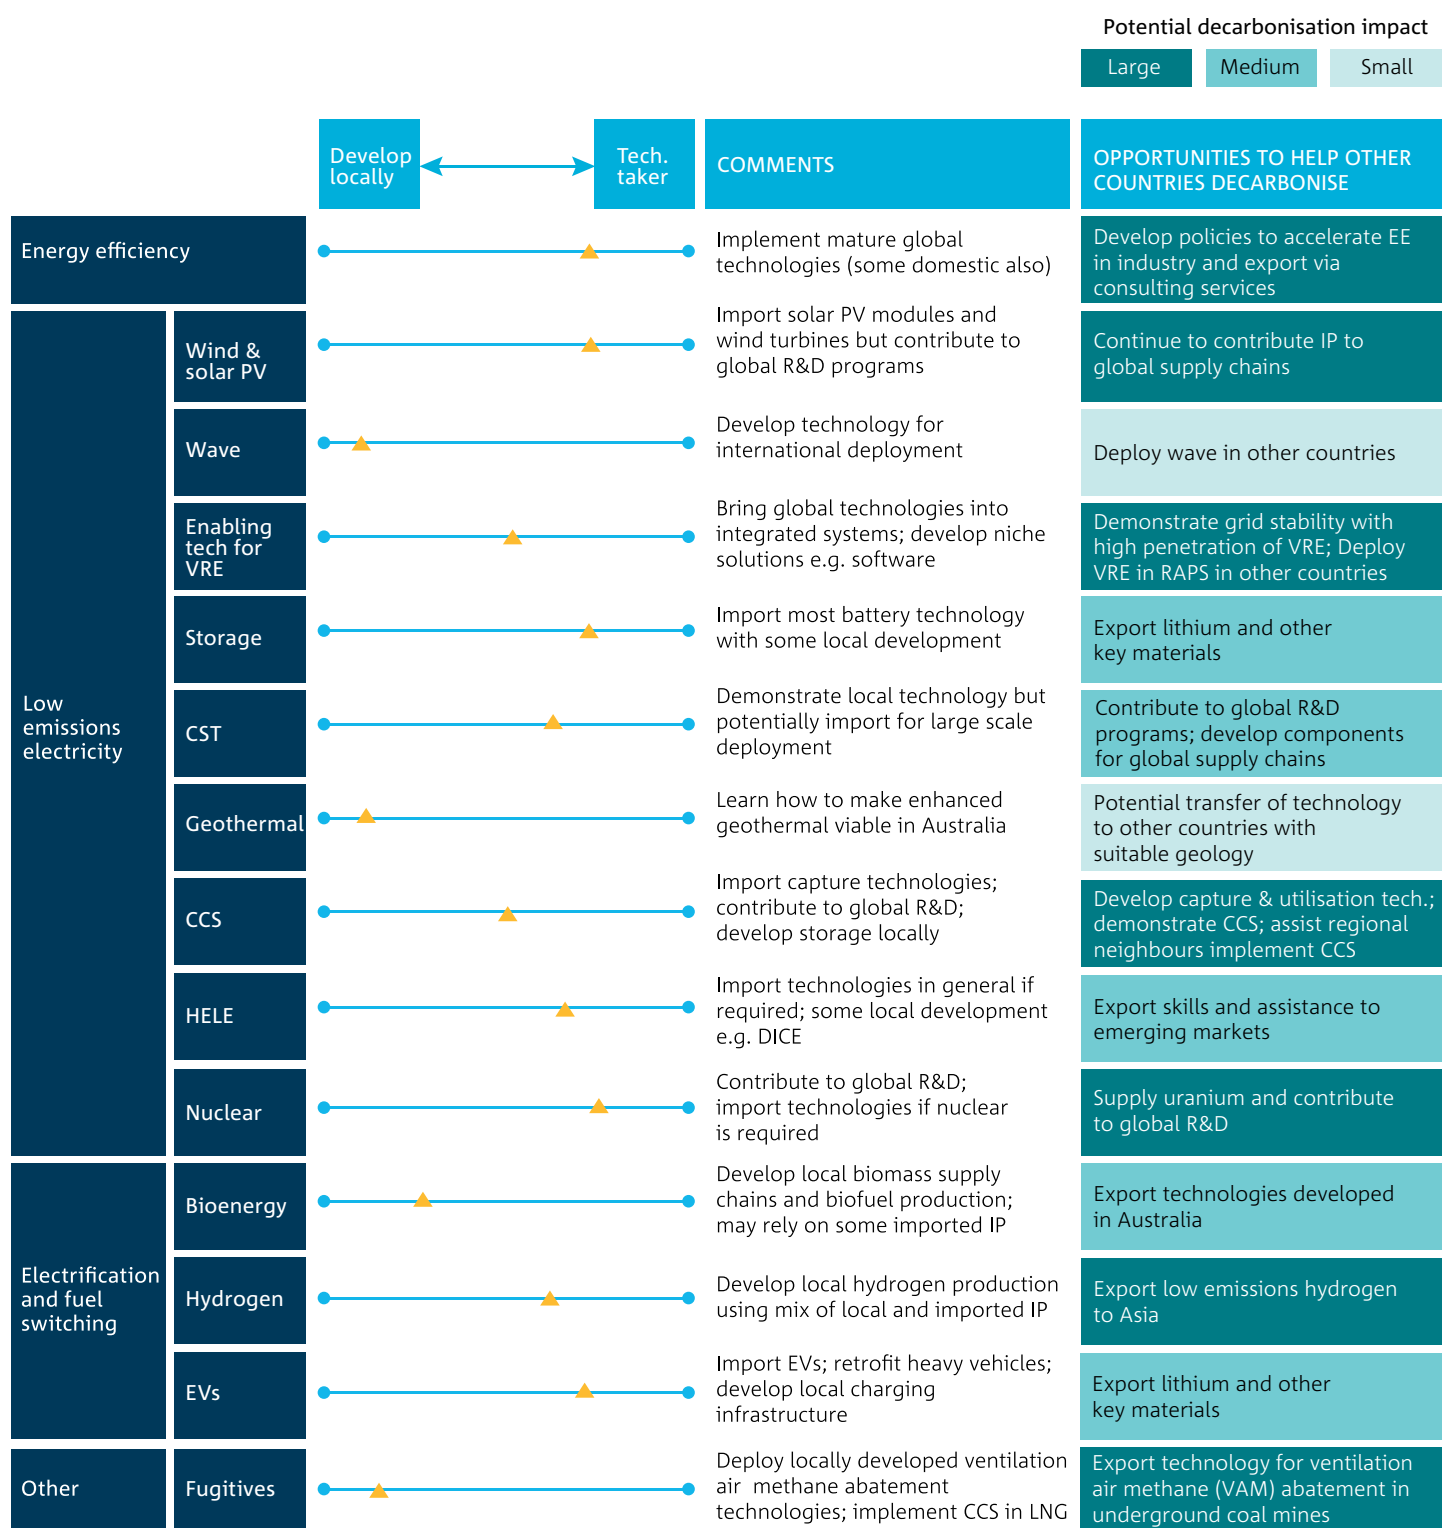 Potential decarbonisation impact
Large
Medium
Small
Develop
locally
Tech.
taker
COMMENTS
OPPORTUNITIES TO HELP OTHER
COUNTRIES DECARBONISE
Energy efficiency
Implement mature global
technologies (some domestic also)
Develop policies to accelerate EE
in industry and export via
consulting services
Low
emissions
electricity
Wind &
solar PV
Import solar PV modules and
wind turbines but contribute to
global R&D programs
Continue to contribute IP to
global supply chains
Wave
Develop technology for
international deployment
Deploy wave in other countries
Enabling
tech for
VRE
Bring global technologies into
integrated systems; develop niche
solutions e.g. software
Demonstrate grid stability with
high penetration of VRE; Deploy
VRE in RAPS in other countries
Storage
Import most battery technology
with some local development
Export lithium and other
key materials
CST
Demonstrate local technology but
potentially import for large scale
deployment
Contribute to global R&D
programs; develop components
for global supply chains
Geothermal
Learn how to make enhanced
geothermal viable in Australia
Potential transfer of technology
to other countries with
suitable geology
CCS
Import capture technologies;
contribute to global R&D;
develop storage locally
Develop capture & utilisation tech.;
demonstrate CCS; assist regional
neighbours implement CCS
HELE
Import technologies in general if
required; some local development
e.g. DICE
Export skills and assistance to
emerging markets
Nuclear
Contribute to global R&D;
import technologies if nuclear
is required
Supply uranium and contribute
to global R&D
Electrification
and fuel
switching
Bioenergy
Develop local biomass supply
chains and biofuel production;
may rely on some imported IP
Export technologies developed
in Australia
Hydrogen
Develop local hydrogen production
using mix of local and imported IP
Export low emissions hydrogen
to Asia
EVs
Import EVs; retrofit heavy vehicles;
develop local charging
infrastructure
Export lithium and other
key materials
Other
Fugitives
Deploy locally developed ventilation
air methane abatement
technologies; implement CCS in LNG
Export technology for ventilation
air methane (VAM) abatement in
underground coal mines